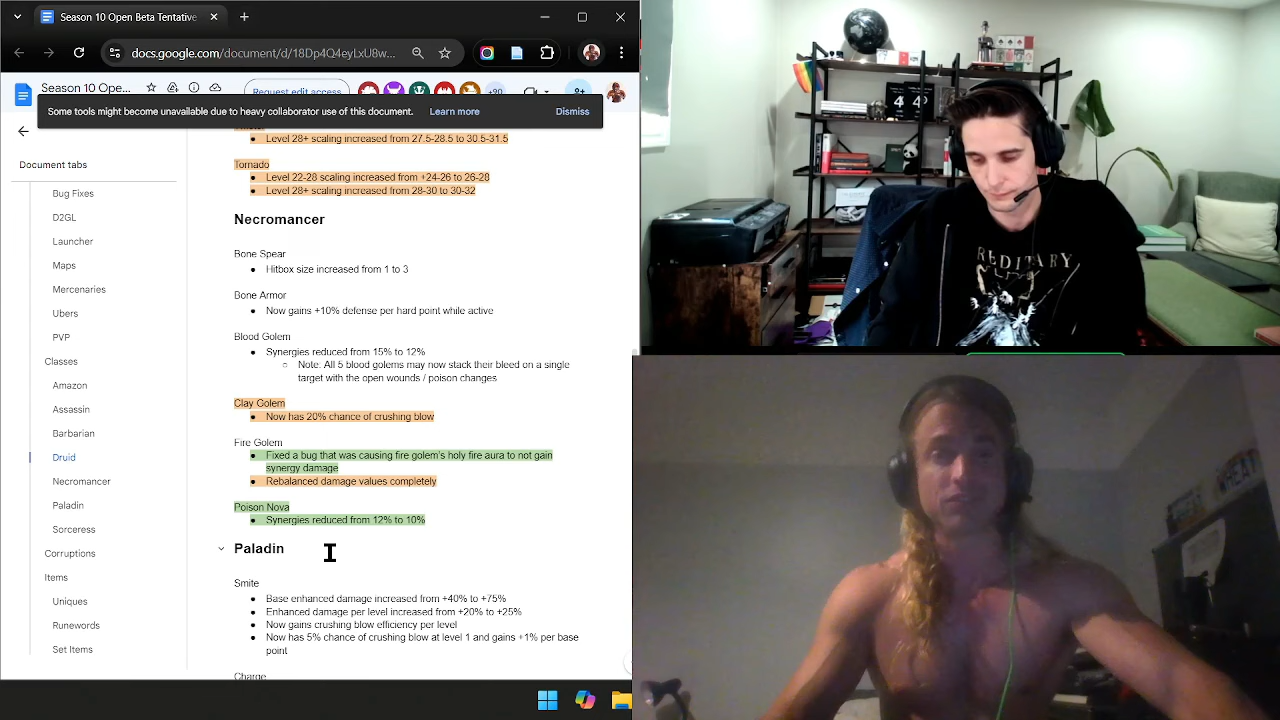 Season 10 Open Beta Tentative
docs.google.com/document/d/18Dp4Q4eyLxU8w...
Season 10 Ope...
Request edit access
+99
Some tools might become unavai e to heavy collaborator use of this document. Learn more Dismiss
Document tabs
Bug Fixes
D2GL
Launcher
Maps
Mercenaries
Ubers
PVP
Classes
Amazon
Assassin
Barbarian
Druid
Necromancer
Paladin
Sorceress
Corruptions
Items
Uniques
Runewords
Set Items
Level 28+ scaling increased from 27.5-28.5 to 30.5-31.5
Tornado
Level 22-28 scaling increased from +24-26 to 26-28
Level 28+ scaling increased from 28-30 to 30-32
Necromancer
Bone Spear
Hitbox size increased from 1 to 3
Bone Armor
Now gains +10% defense per hard point while active
Blood Golem
Synergies reduced from 15% to 12%
Note: All 5 blood golems may now stack their bleed on a single
target with the open wounds / poison changes
Clay Golem
Now has 20% chance of crushing blow
Fire Golem
Fixed a bug that was causing fire golem's holy fire aura to not gain
synergy damage
Rebalanced damage values completely
Poison Nova
Synergies reduced from 12% to 10%
Paladin
Smite
Base enhanced damage increased from +40% to +75%
Enhanced damage per level increased from +20% to +25%
Now gains crushing blow efficiency per level
Now has 5% chance of crushing blow at level 1 and gains +1% per base
point
Charge
4 40
REDITARY